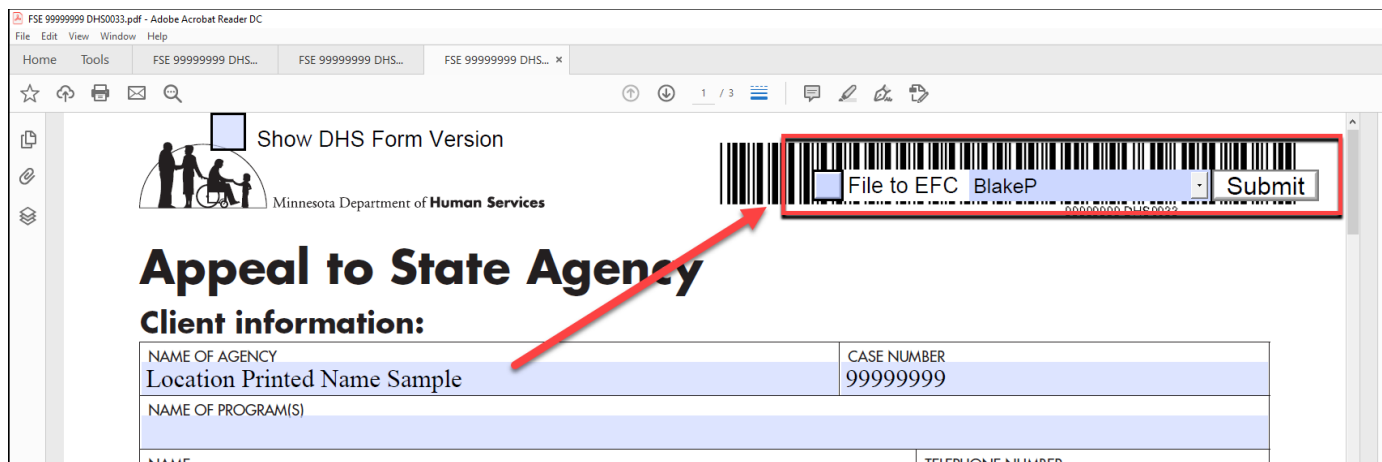 FSE 99999999 DHS0033.pdf - Adobe Acrobat Reader DC
File Edit View Window Help
Home Tools FSE 99999999 DHS... FSE 99999999 DHS... FSE 99999999 DHS... ×
1 / 3
Show DHS Form Version
File to EFC BlakeP Submit
Minnesota Department of Human Services
99999999 DHS0033
Appeal to State Agency
Client information:
NAME OF AGENCY CASE NUMBER
Location Printed Name Sample 99999999
NAME OF PROGRAM(S)
NAME TELEPHONE NUMBER